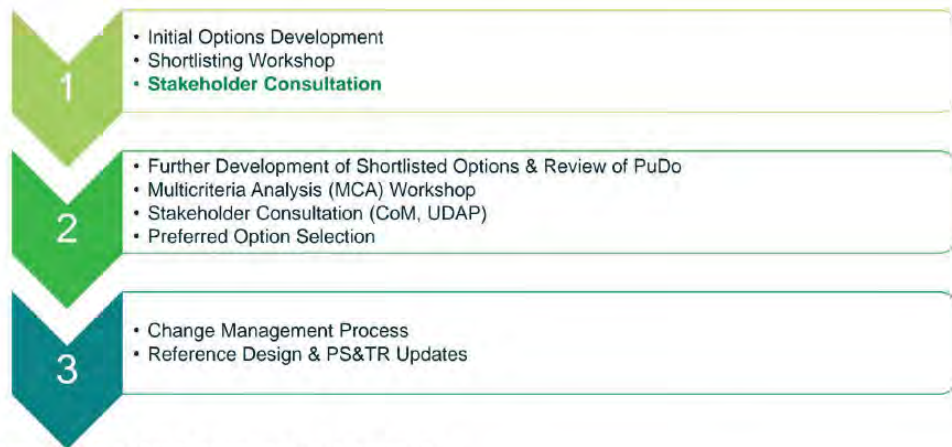 1
• Initial Options Development
• Shortlisting Workshop
• Stakeholder Consultation
2
• Further Development of Shortlisted Options & Review of PuDo
• Multicriteria Analysis (MCA) Workshop
• Stakeholder Consultation (CoM, UDAP)
• Preferred Option Selection
3
• Change Management Process
• Reference Design & PS&TR Updates